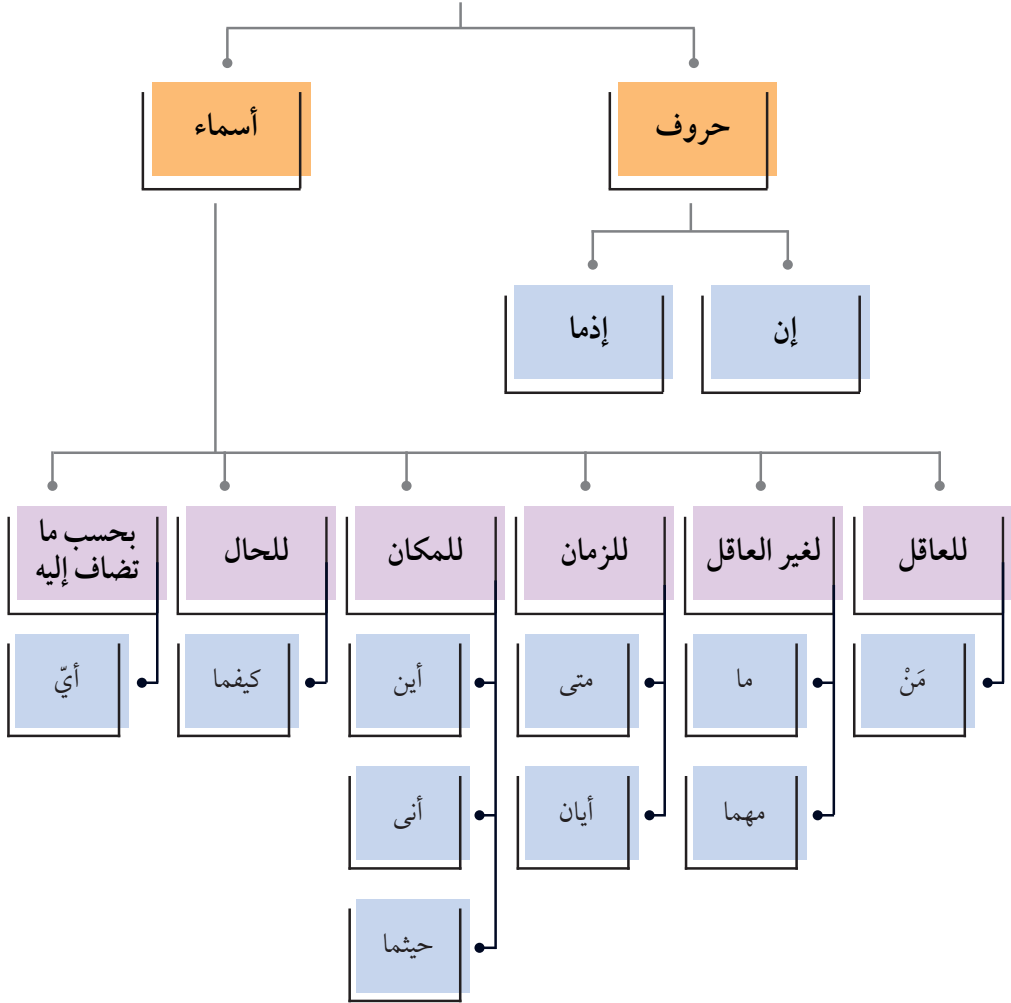 حروف
أسماء
إن
إذما
للعاقل
لغير العاقل
للزمان
للمكان
للحال
بحسب ما
تضاف إليه
مَنْ
ما
متى
أين
كيفما
أيّ
مهما
أيان
أنى
حيثما